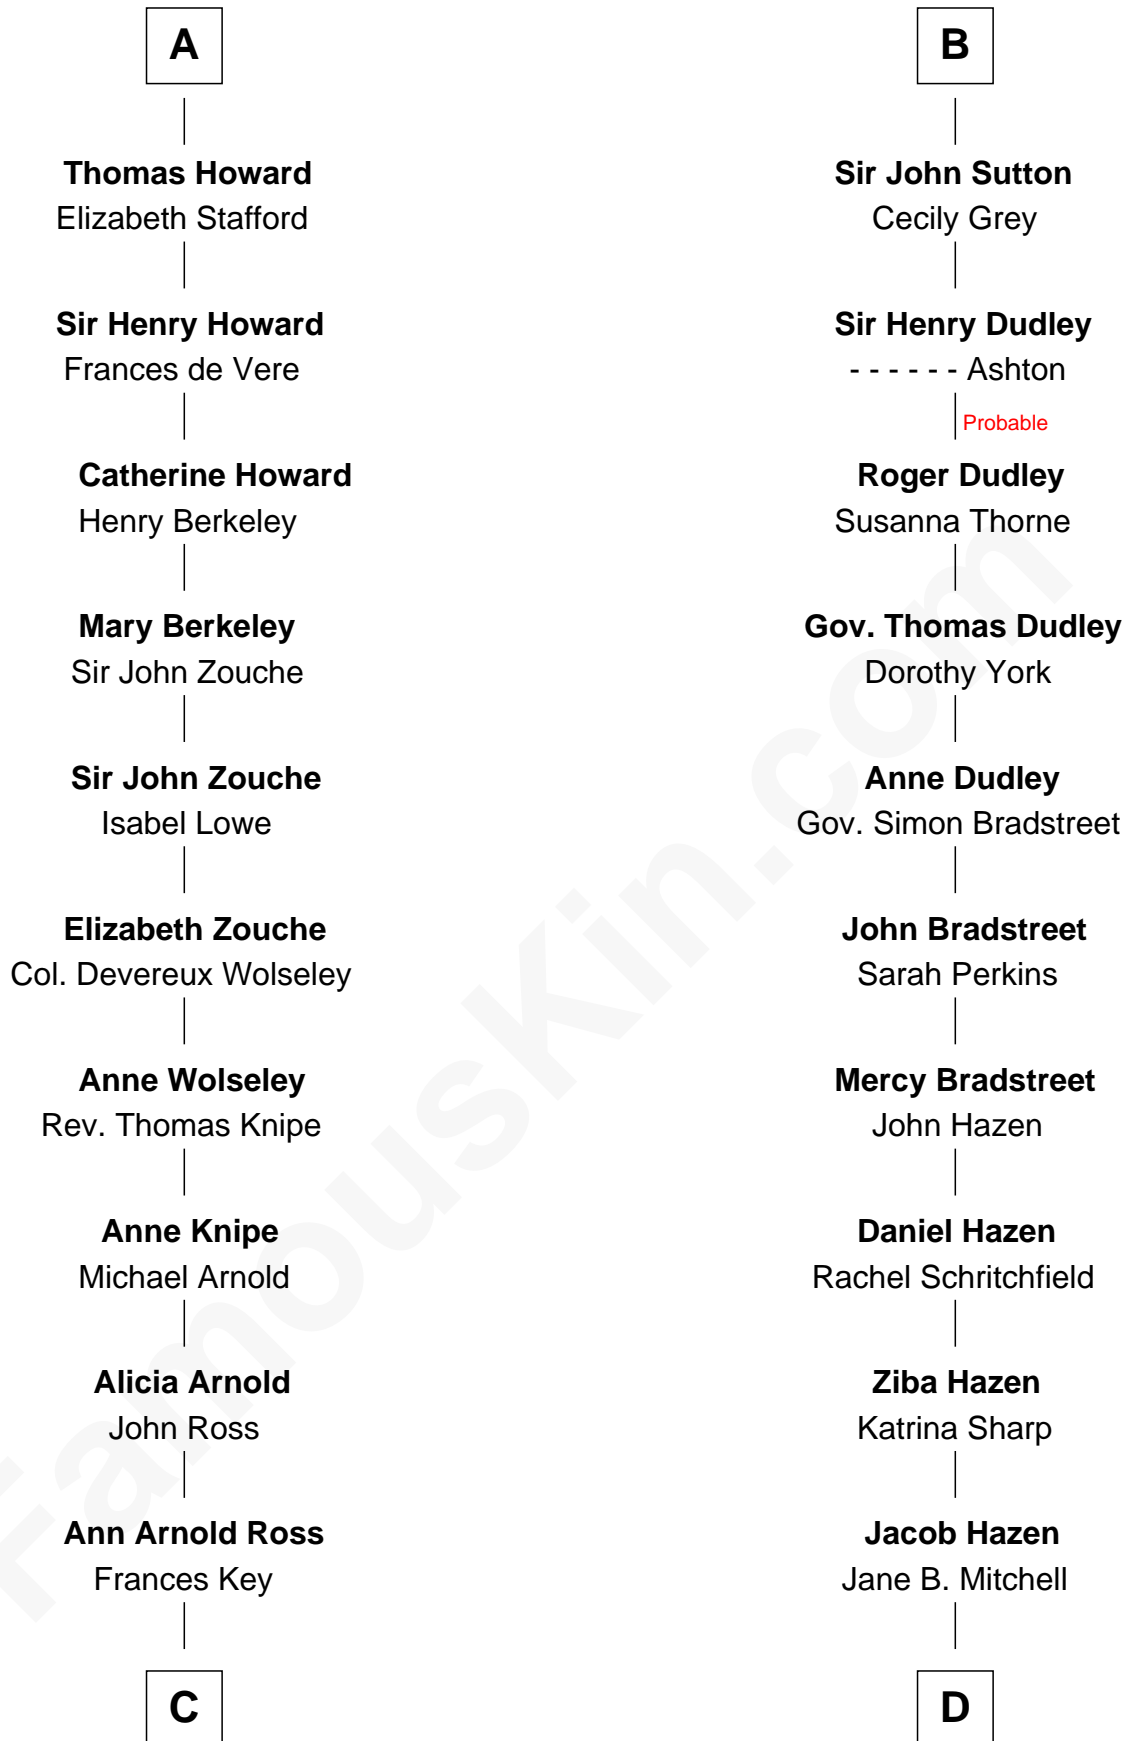 A
Thomas Howard
Elizabeth Stafford
Sir Henry Howard
Frances de Vere
Catherine Howard
Henry Berkeley
Mary Berkeley
Sir John Zouche
Sir John Zouche
Isabel Lowe
Elizabeth Zouche
Col. Devereux Wolseley
Anne Wolseley
Rev. Thomas Knipe
Anne Knipe
Michael Arnold
Alicia Arnold
John Ross
Ann Arnold Ross
Frances Key
C
B
Sir John Sutton
Cecily Grey
Sir Henry Dudley
- - - - - - Ashton
Probable
Roger Dudley
Susanna Thorne
Gov. Thomas Dudley
Dorothy York
Anne Dudley
Gov. Simon Bradstreet
John Bradstreet
Sarah Perkins
Mercy Bradstreet
John Hazen
Daniel Hazen
Rachel Schritchfield
Ziba Hazen
Katrina Sharp
Jacob Hazen
Jane B. Mitchell
D
FamousKin.com